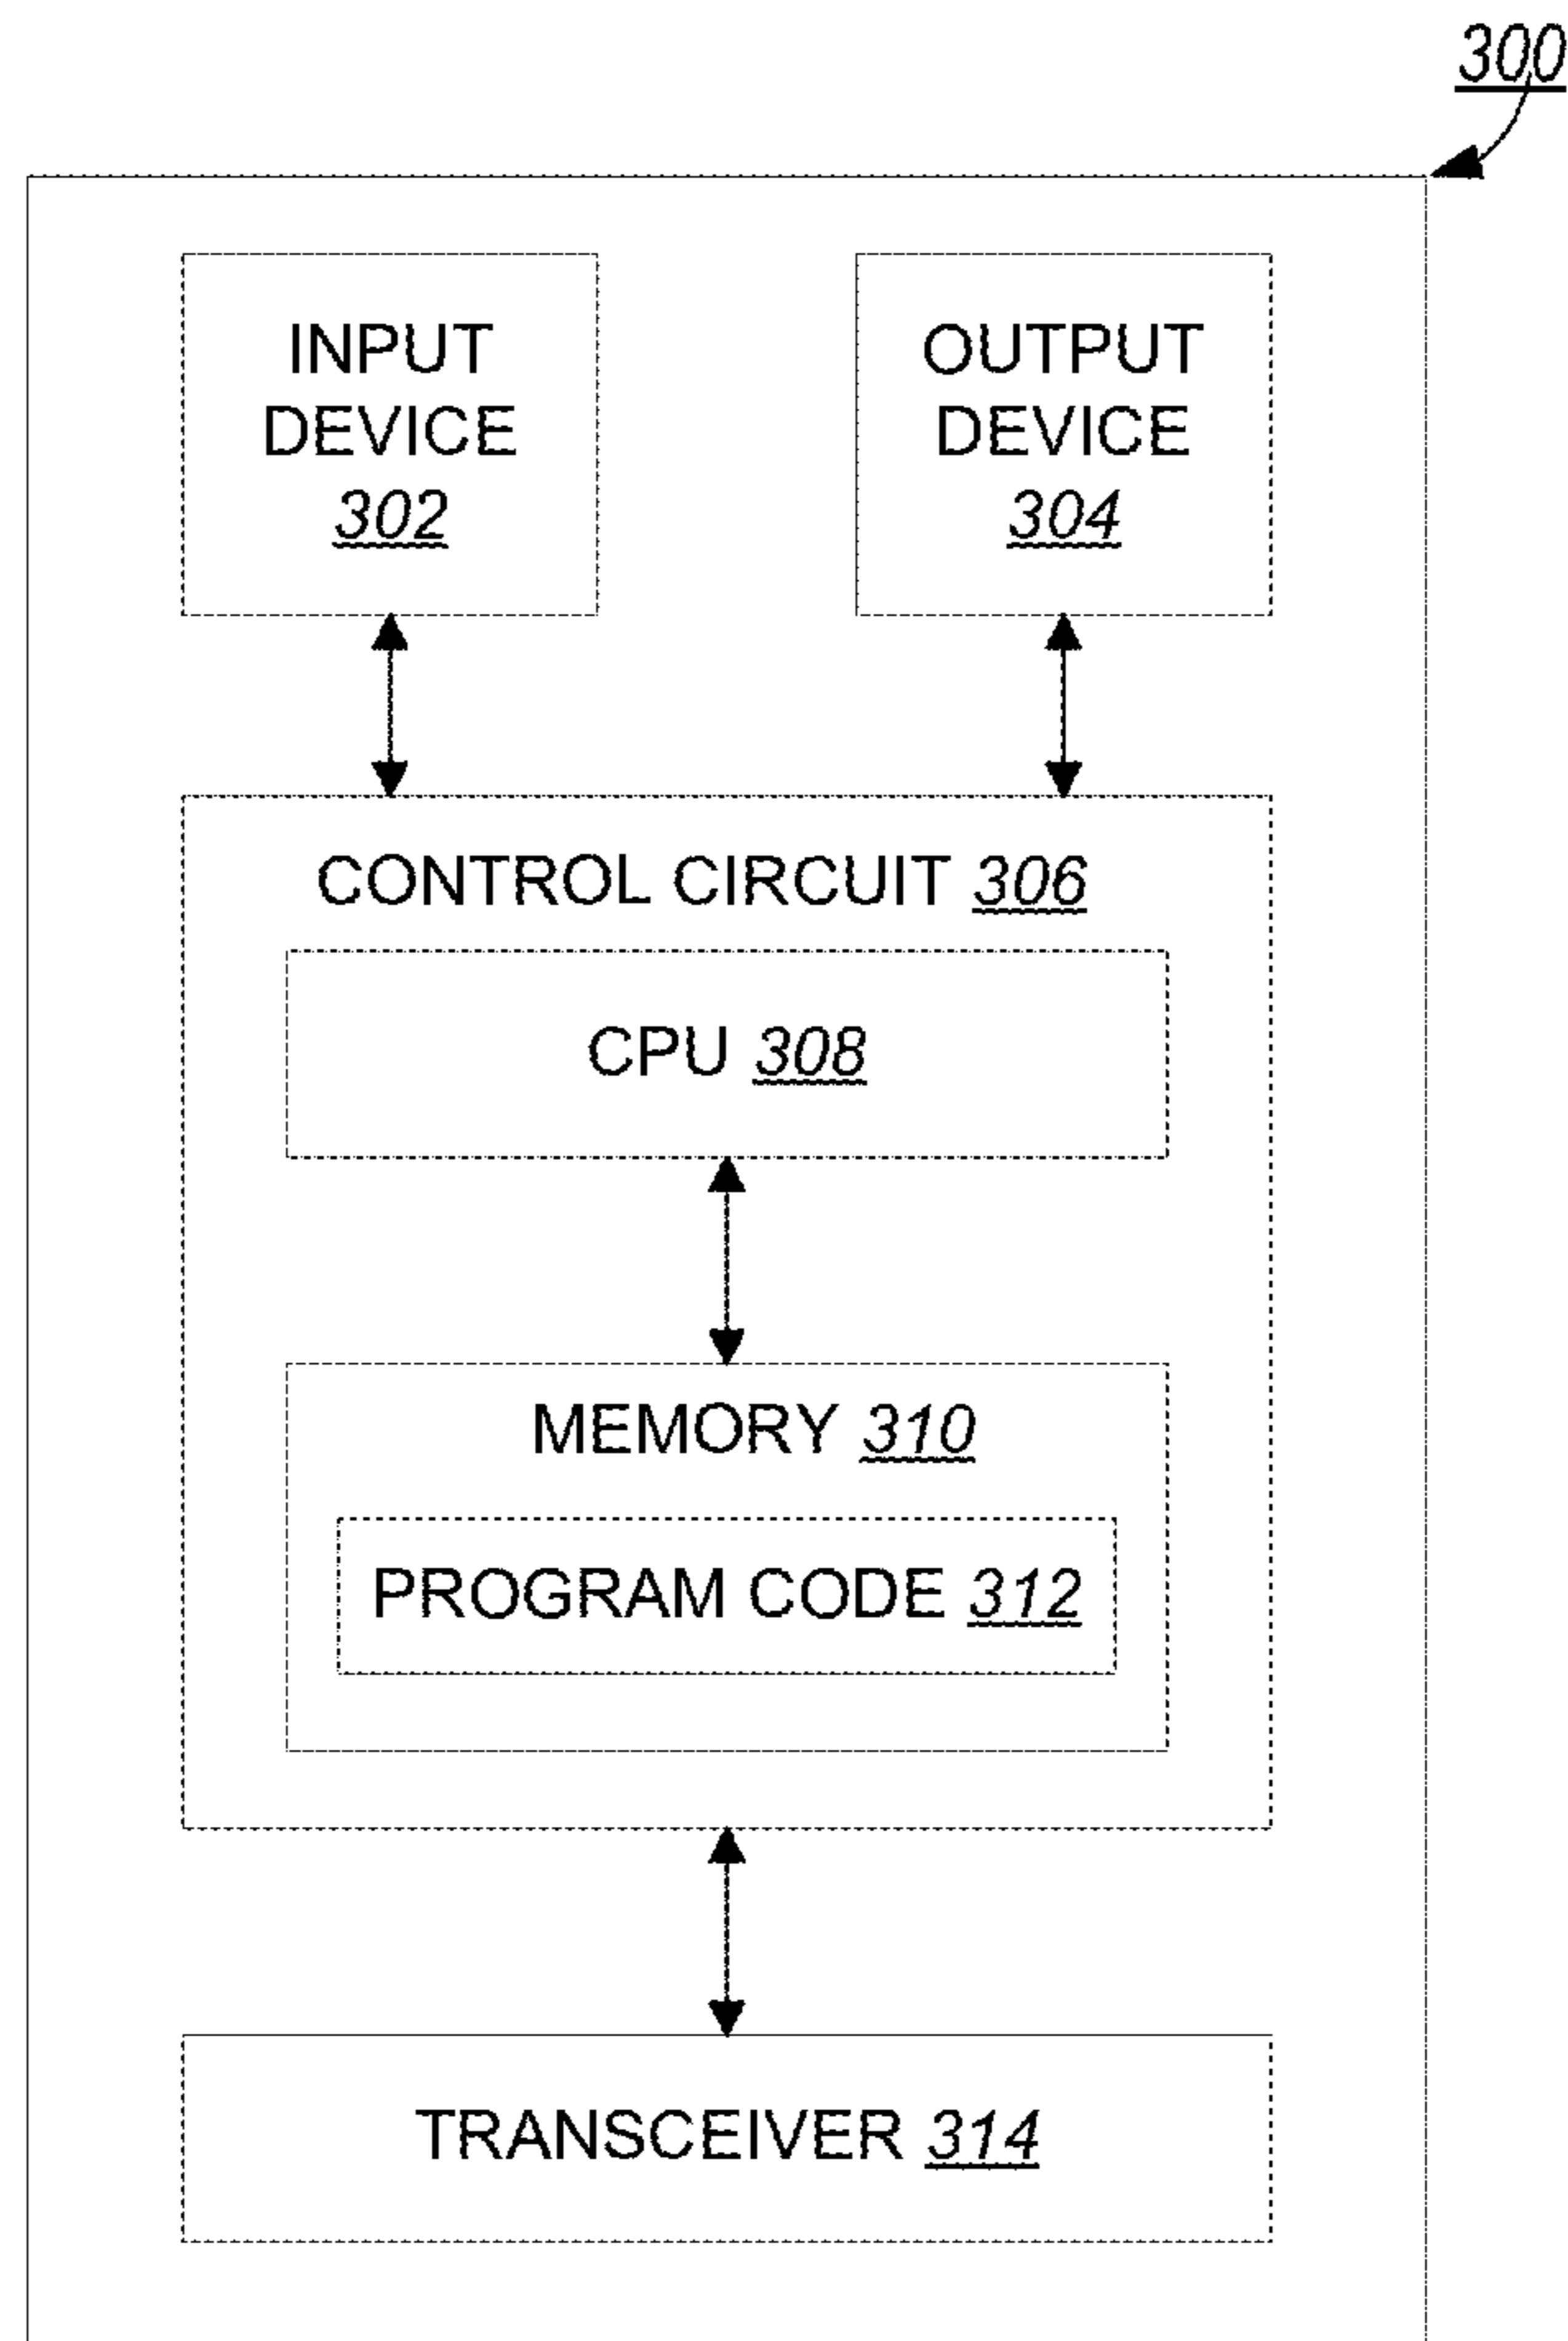 300
INPUT
DEVICE
302
OUTPUT
DEVICE
304
CONTROL CIRCUIT 306
CPU 308
MEMORY 310
PROGRAM CODE 312
TRANSCEIVER 314